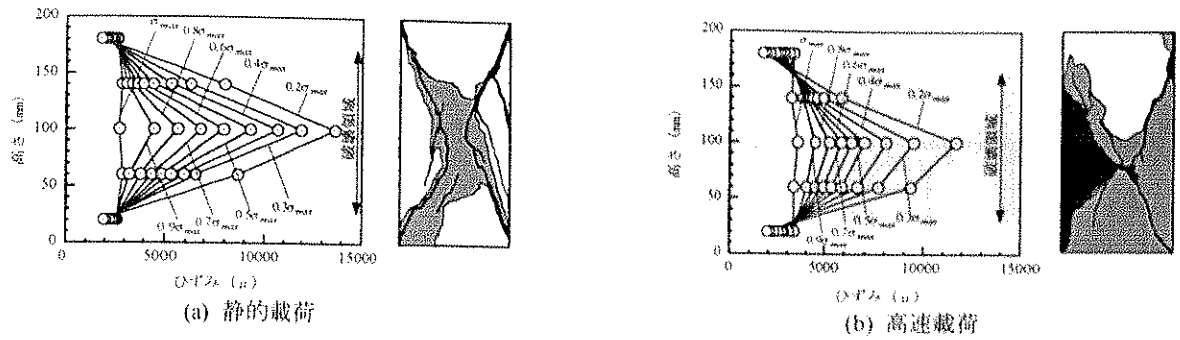 200
150
100
50
0
高さ (mm)
σmax
0.8σmax
0.6σmax
0.4σmax
0.2σmax
0.9σmax
0.7σmax
0.5σmax
0.3σmax
破壊領域
0 5000 10000 15000
ひずみ (μ)
(a) 静的載荷
200
150
100
50
0
高さ (mm)
σmax
0.8σmax
0.6σmax
0.4σmax
0.2σmax
0.9σmax
0.7σmax
0.5σmax
0.3σmax
破壊領域
0 5000 10000 15000
ひずみ (μ)
(b) 高速載荷